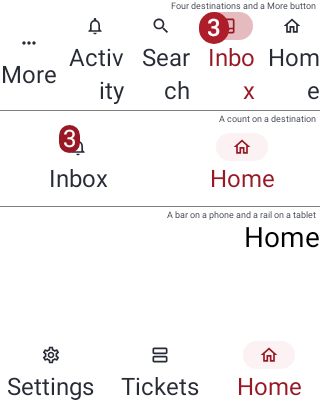 Four destinations and a More button
3
More
Activ
ity
Sear
ch
Inbo
x
Hom
e
A count on a destination
3
Inbox
Home
A bar on a phone and a rail on a tablet
Home
Settings
Tickets
Home